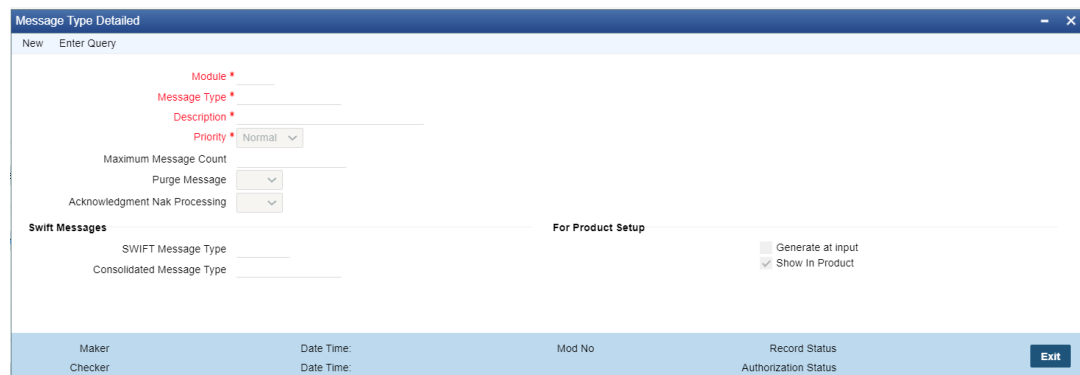 Message Type Detailed
New Enter Query
Module *
Message Type *
Description *
Priority * Normal
Maximum Message Count
Purge Message
Acknowledgment Nak Processing
Swift Messages For Product Setup
SWIFT Message Type Generate at input
Consolidated Message Type Show In Product
Maker Date Time: Mod No Record Status
Checker Date Time: Authorization Status
Exit